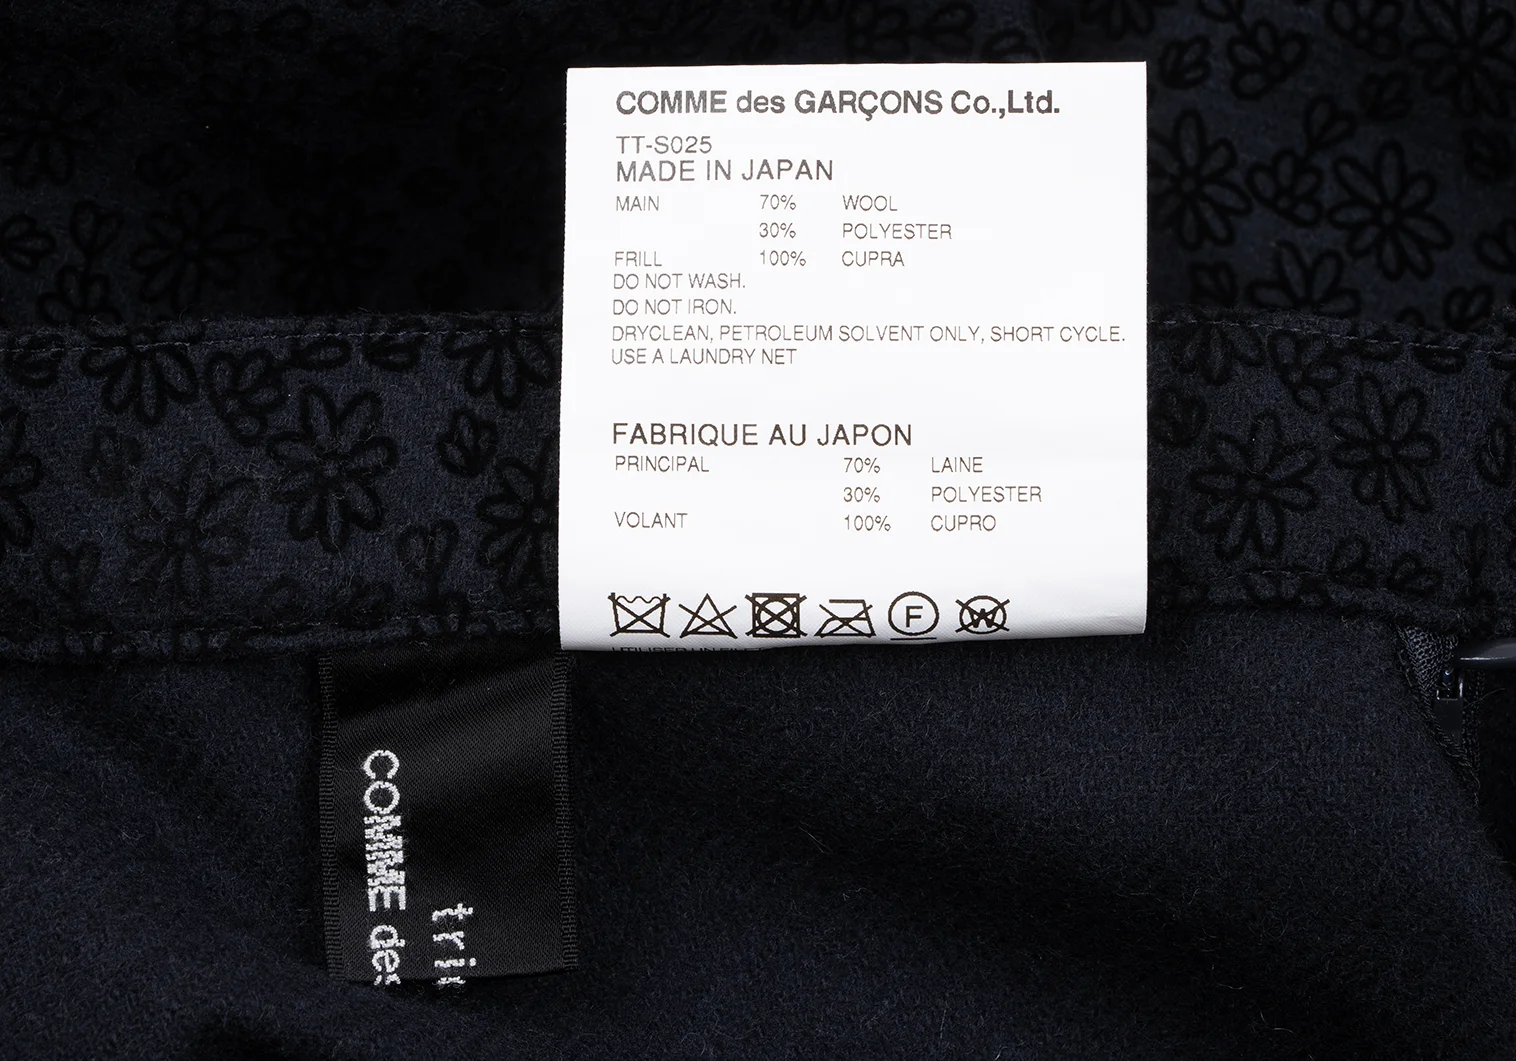 COMME des GARÇONS Co.,Ltd.
TT-S025
MADE IN JAPAN
MAIN 70% WOOL
30% POLYESTER
FRILL 100% CUPRA
DO NOT WASH.
DO NOT IRON.
DRYCLEAN, PETROLEUM SOLVENT ONLY, SHORT CYCLE.
USE A LAUNDRY NET
FABRIQUE AU JAPON
PRINCIPAL 70% LAINE
30% POLYESTER
VOLANT 100% CUPRO
F W
COMME des